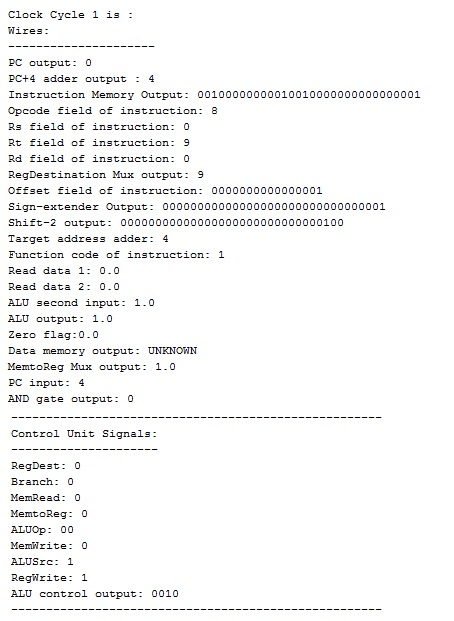 Clock Cycle 1 is :
Wires:
---------------------
PC output: 0
PC+4 adder output : 4
Instruction Memory Output: 00100000000010010000000000000001
Opcode field of instruction: 8
Rs field of instruction: 0
Rt field of instruction: 9
Rd field of instruction: 0
RegDestination Mux output: 9
Offset field of instruction: 0000000000000001
Sign-extender Output: 00000000000000000000000000000001
Shift-2 output: 00000000000000000000000000000100
Target address adder: 4
Function code of instruction: 1
Read data 1: 0.0
Read data 2: 0.0
ALU second input: 1.0
ALU output: 1.0
Zero flag:0.0
Data memory output: UNKNOWN
MemtoReg Mux output: 1.0
PC input: 4
AND gate output: 0
-----------------------------------------------------
Control Unit Signals:
---------------------
RegDest: 0
Branch: 0
MemRead: 0
MemtoReg: 0
ALUOp: 00
MemWrite: 0
ALUSrc: 1
RegWrite: 1
ALU control output: 0010
-----------------------------------------------------